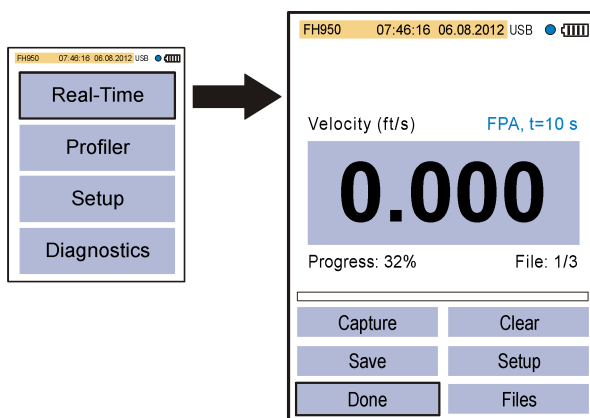 FH950 07:46:16 06.08.2012 USB
Real-Time
Profiler
Setup
Diagnostics
FH950 07:46:16 06.08.2012 USB
Velocity (ft/s) FPA, t=10 s
0.000
Progress: 32% File: 1/3
Capture Clear
Save Setup
Done Files